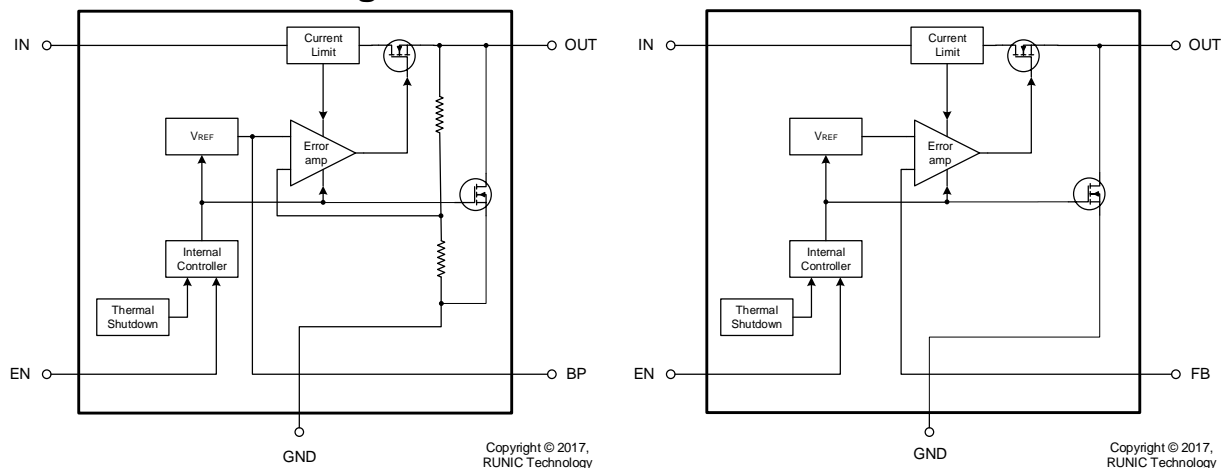 IN
Current
Limit
OUT
VREF
Error
amp
Internal
Controller
Thermal
Shutdown
EN
BP
GND
Copyright © 2017,
RUNIC Technology
IN
Current
Limit
OUT
VREF
Error
amp
Internal
Controller
Thermal
Shutdown
EN
FB
GND
Copyright © 2017,
RUNIC Technology